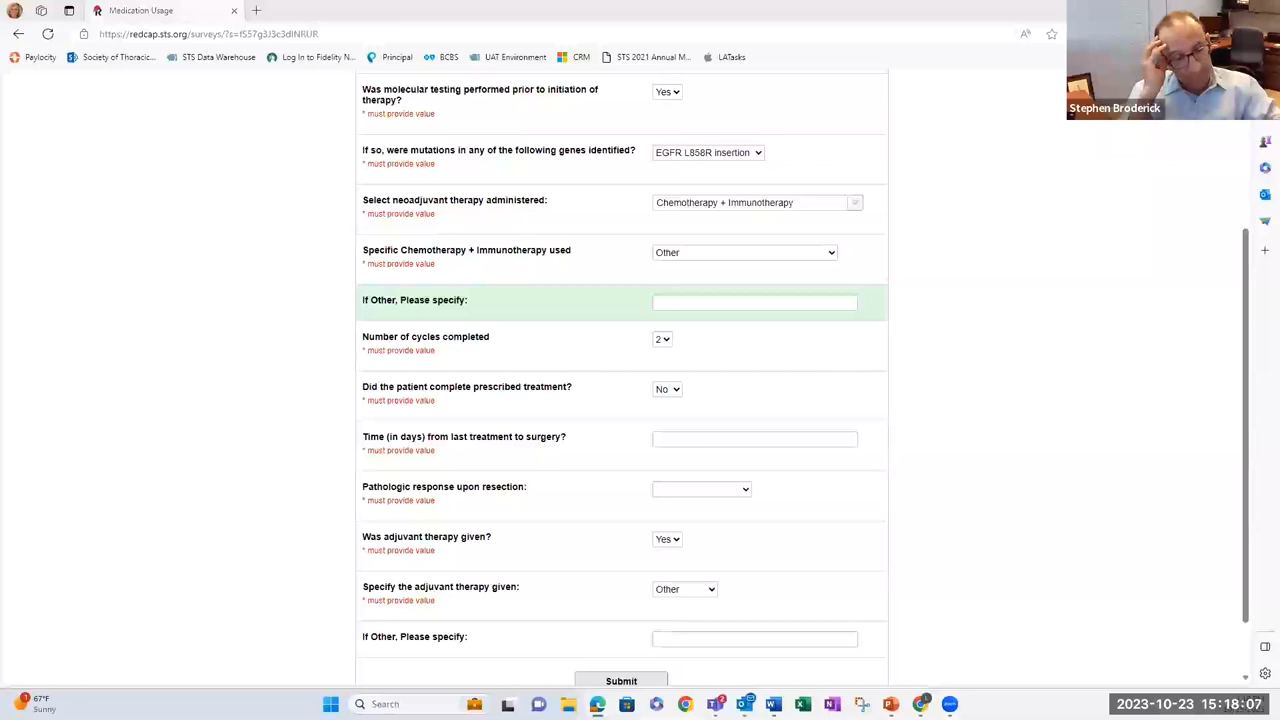 Medication Usage
https://redcap.sts.org/surveys/?s=fS57g3J3c3dINRUR
Paylocity
Society of Thoracic...
STS Data Warehouse
Log In to Fidelity N...
Principal
BCBS
UAT Environment
CRM
STS 2021 Annual M...
LATasks
Stephen Broderick
Was molecular testing performed prior to initiation of
therapy?
* must provide value
Yes
If so, were mutations in any of the following genes identified?
* must provide value
EGFR L858R insertion
Select neoadjuvant therapy administered:
* must provide value
Chemotherapy + Immunotherapy
Specific Chemotherapy + Immunotherapy used
* must provide value
Other
If Other, Please specify:
Number of cycles completed
* must provide value
2
Did the patient complete prescribed treatment?
* must provide value
No
Time (in days) from last treatment to surgery?
* must provide value
Pathologic response upon resection:
* must provide value
Was adjuvant therapy given?
* must provide value
Yes
Specify the adjuvant therapy given:
* must provide value
Other
If Other, Please specify:
Submit
67°F
Sunny
Search
2023-10-23 15:18:07